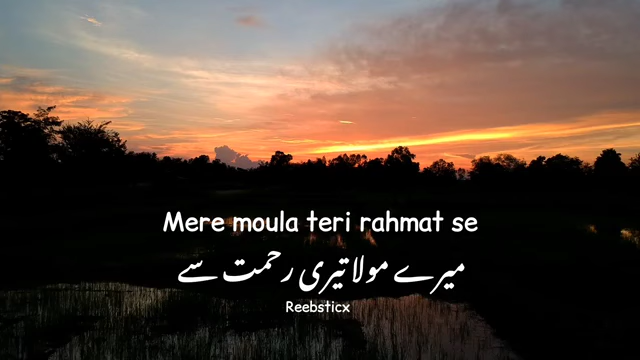 Mere moula teri rahmat se
میرے مولا تیری رحمت سے
Reebsticx